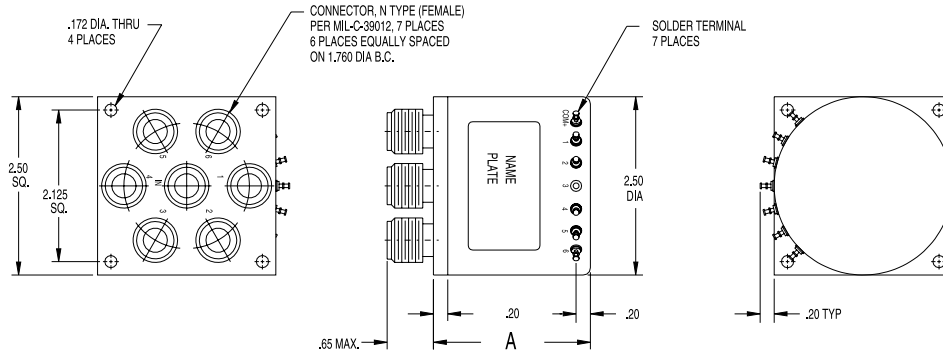 .172 DIA. THRU
4 PLACES
CONNECTOR, N TYPE (FEMALE)
PER MIL-C-39012, 7 PLACES
6 PLACES EQUALLY SPACED
ON 1.760 DIA B.C.
SOLDER TERMINAL
7 PLACES
2.50
SQ.
2.125
SQ.
5
6
4
IN
1
3
2
NAME
PLATE
COM+
1
2
3
4
5
6
2.50
DIA
.20
.20
.65 MAX.
A
.20 TYP